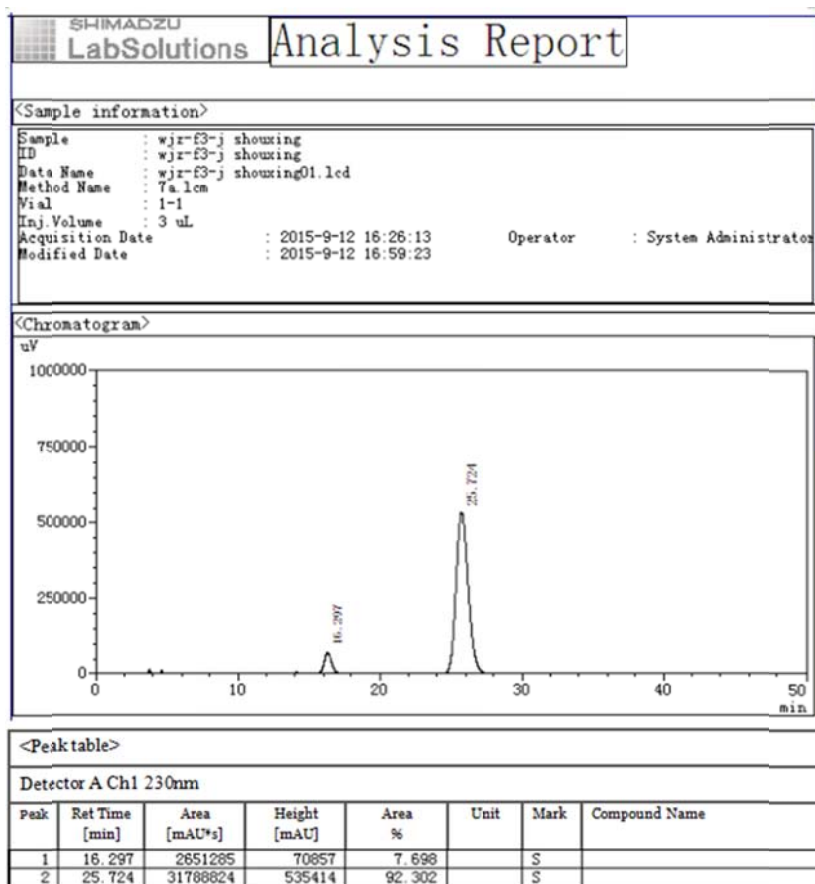 SHIMADZU
LabSolutions Analysis Report
<Sample information>
Sample : wjz-f3-j shouxing
ID : wjz-f3-j shouxing
Data Name : wjz-f3-j shouxing01.lcd
Method Name : 7a.lcm
Vial : 1-1
Inj.Volume : 3 uL
Acquisition Date : 2015-9-12 16:26:13 Operator : System Administrator
Modified Date : 2015-9-12 16:59:23
<Chromatogram>
uV
1000000
750000
25.724
500000
250000
16.297
0
0 10 20 30 40 50
min
<Peak table>
Detector A Ch1 230nm
Peak Ret Time Area Height Area Unit Mark Compound Name
[min] [mAU*s] [mAU] %
1 16.297 2651285 70857 7.698 S
2 25.724 31788824 535414 92.302 S